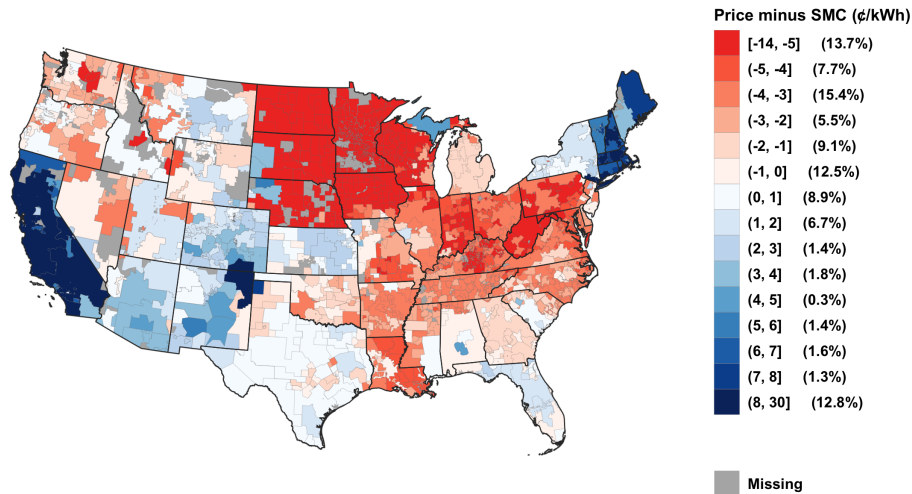 Price minus SMC (¢/kWh)
[-14, -5] (13.7%)
(-5, -4] (7.7%)
(-4, -3] (15.4%)
(-3, -2] (5.5%)
(-2, -1] (9.1%)
(-1, 0] (12.5%)
(0, 1] (8.9%)
(1, 2] (6.7%)
(2, 3] (1.4%)
(3, 4] (1.8%)
(4, 5] (0.3%)
(5, 6] (1.4%)
(6, 7] (1.6%)
(7, 8] (1.3%)
(8, 30] (12.8%)
Missing